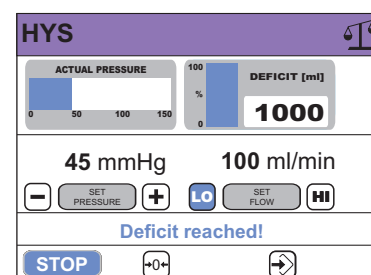 HYS
ACTUAL PRESSURE
0 50 100 150
100
%
0
DEFICIT [ml]
1000
45 mmHg
100 ml/min
− SET PRESSURE +
LO SET FLOW HI
Deficit reached!
STOP
0